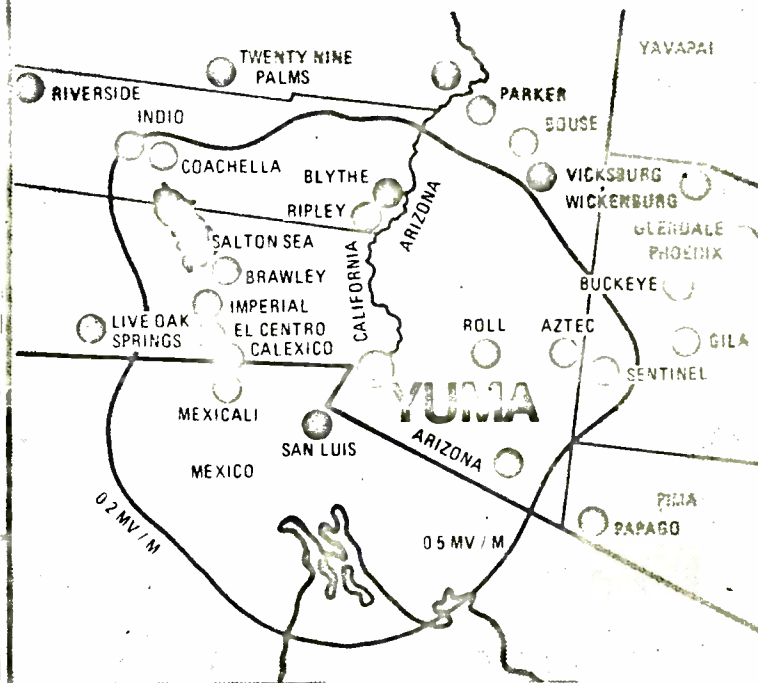 YAVAPAI
TWENTY NINE
PALMS
RIVERSIDE
PARKER
INDIO
BOUSE
COACHELLA
BLYTHE
VICKSBURG
WICKENBURG
RIPLEY
ARIZONA
GLENDALE
PHOENIX
SALTON SEA
CALIFORNIA
BRAWLEY
BUCKEYE
IMPERIAL
LIVE OAK
SPRINGS
EL CENTRO
CALEXICO
ROLL
AZTEC
GILA
SENTINEL
YUMA
MEXICALI
SAN LUIS
ARIZONA
MEXICO
0.2 MV/M
PIMA
PAPAGO
0.5 MV/M